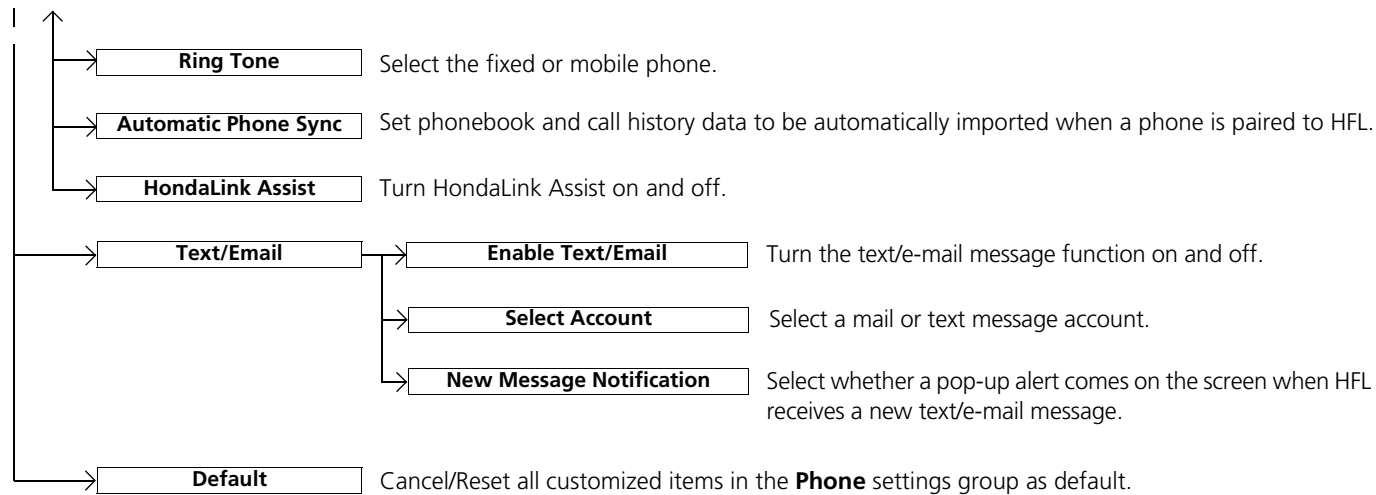 Ring Tone Select the fixed or mobile phone.
Automatic Phone Sync Set phonebook and call history data to be automatically imported when a phone is paired to HFL.
HondaLink Assist Turn HondaLink Assist on and off.
Text/Email Enable Text/Email Turn the text/e-mail message function on and off.
Select Account Select a mail or text message account.
New Message Notification Select whether a pop-up alert comes on the screen when HFL
receives a new text/e-mail message.
Default Cancel/Reset all customized items in the Phone settings group as default.